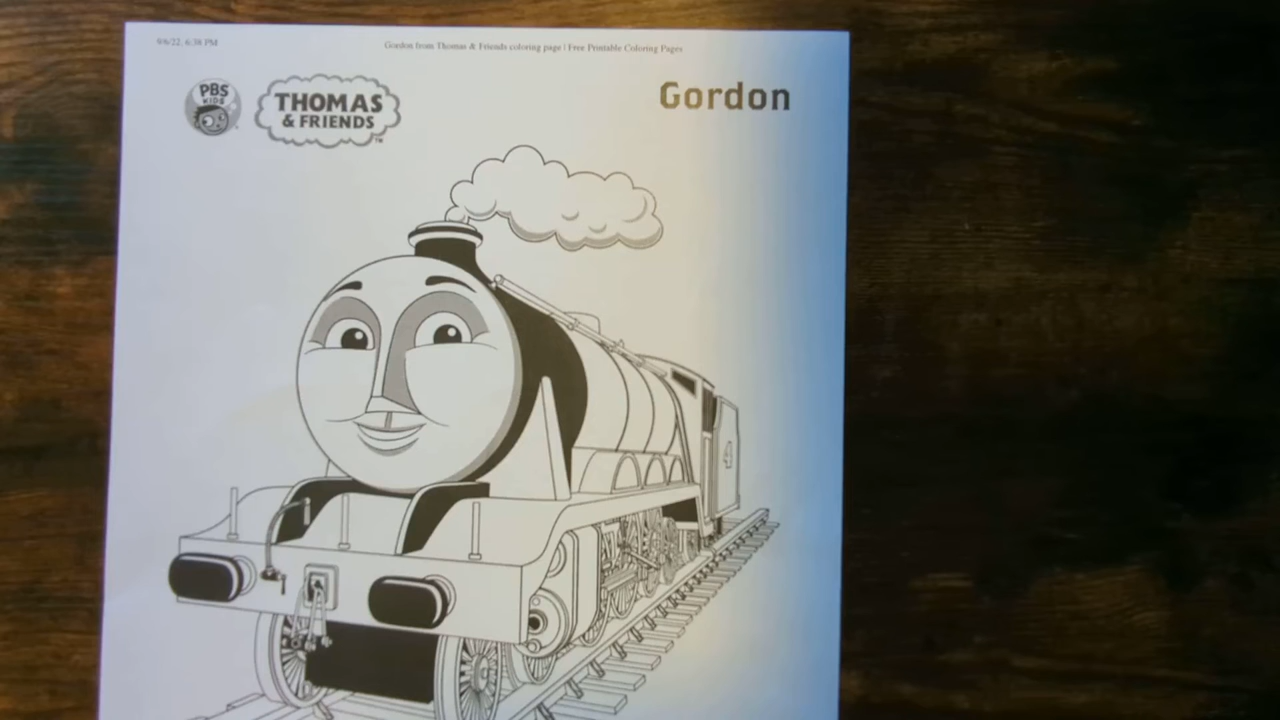 9/6/22, 6:38 PM
Gordon from Thomas & Friends coloring page | Free Printable Coloring Pages
PBS
KIDS
THOMAS
& FRIENDS
TM
Gordon
4